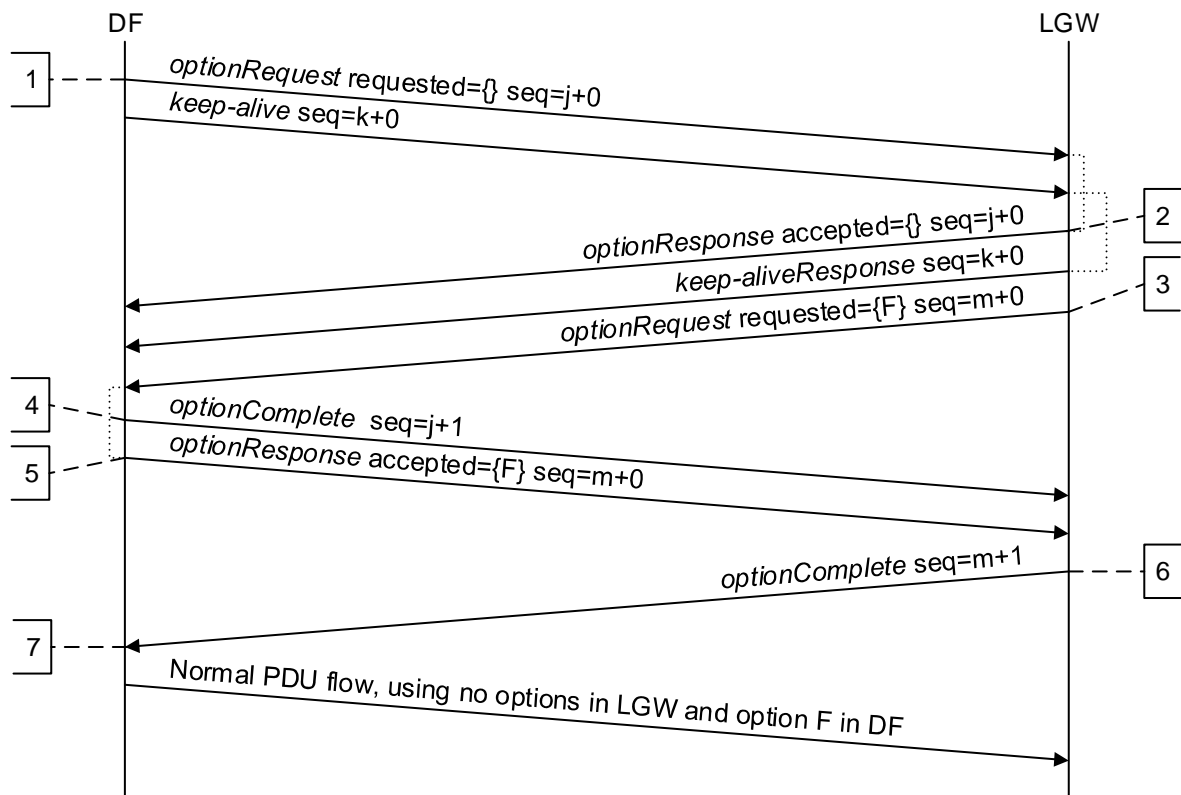 DF
LGW
1
optionRequest requested={} seq=j+0
keep-alive seq=k+0
2
optionResponse accepted={} seq=j+0
keep-aliveResponse seq=k+0
3
optionRequest requested={F} seq=m+0
4
optionComplete seq=j+1
optionResponse accepted={F} seq=m+0
5
optionComplete seq=m+1
6
7
Normal PDU flow, using no options in LGW and option F in DF